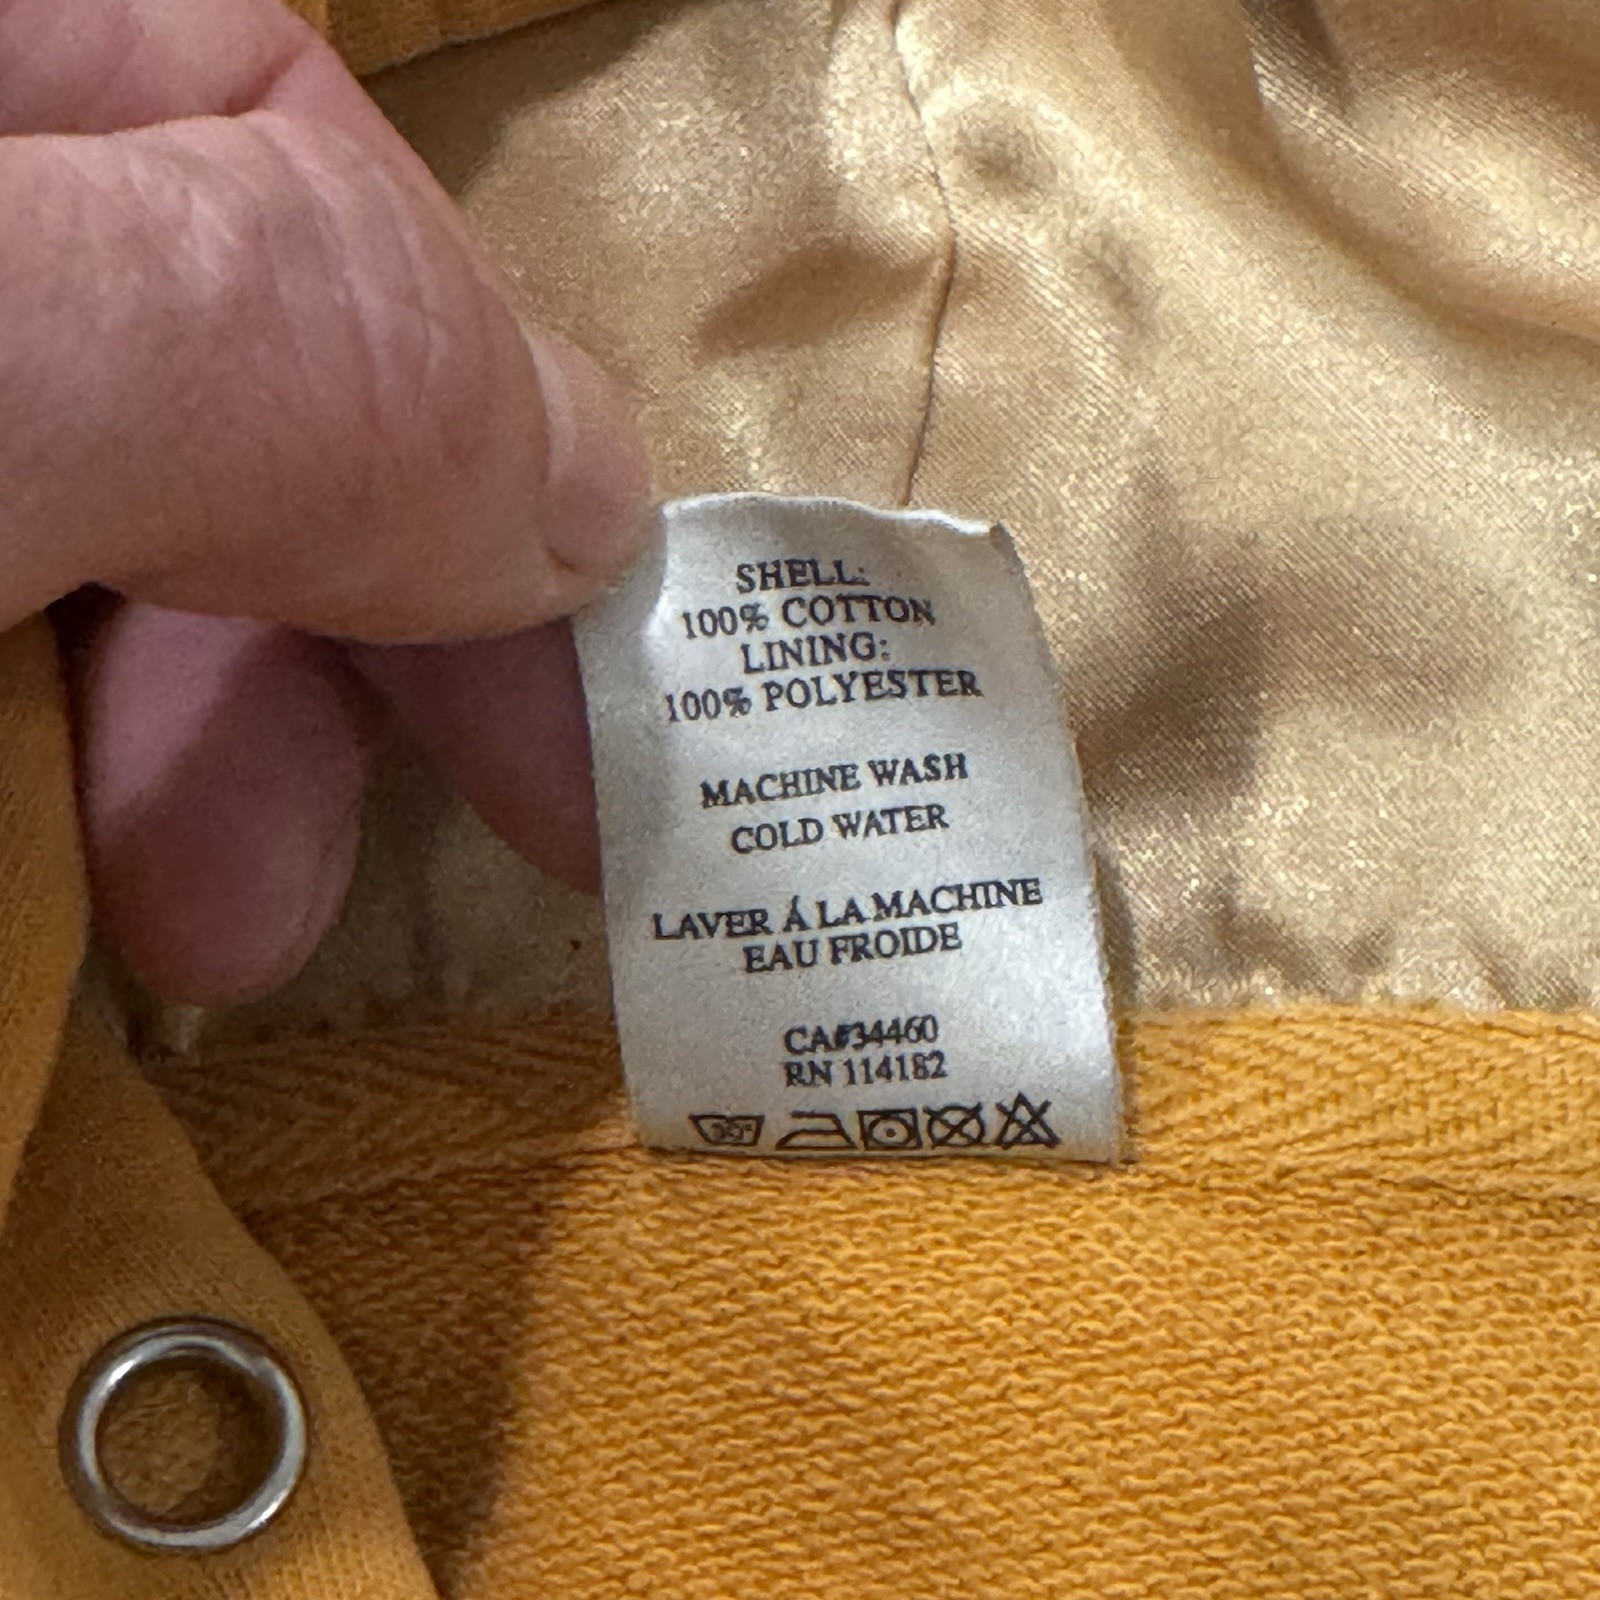 SHELL:
100% COTTON
LINING:
100% POLYESTER
MACHINE WASH
COLD WATER
LAVER Á LA MACHINE
EAU FROIDE
CA#34460
RN 114182
30°